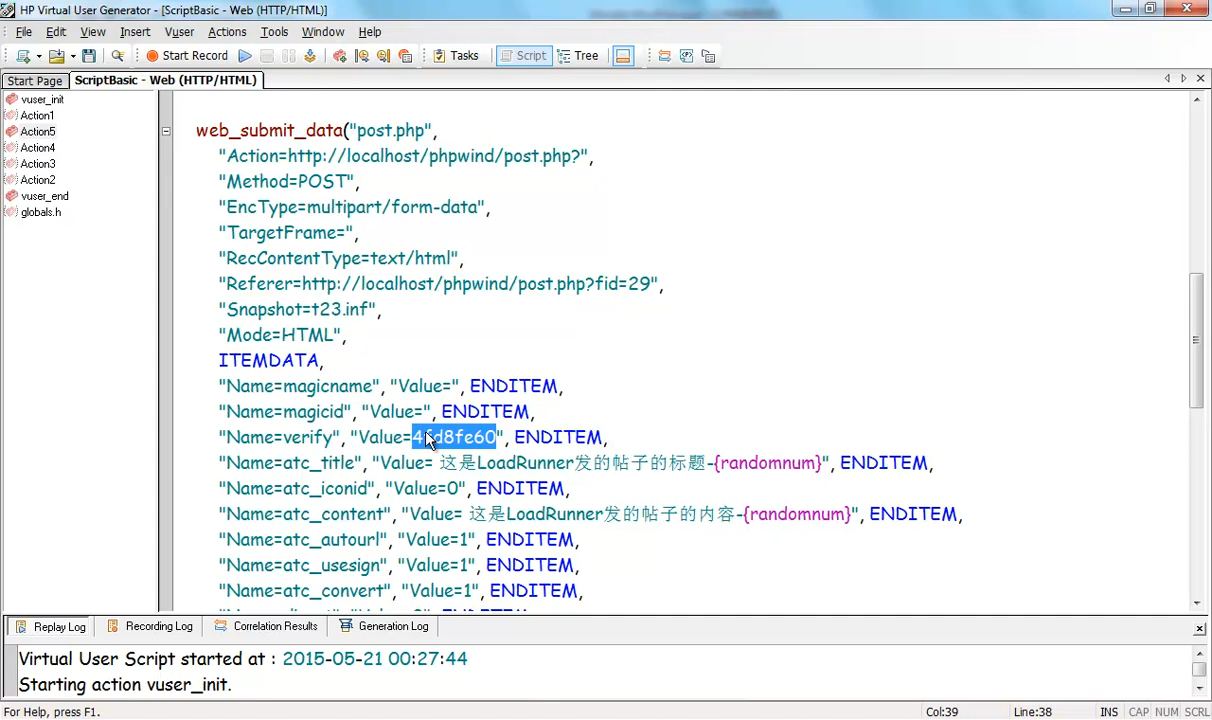 HP Virtual User Generator - [ScriptBasic - Web (HTTP/HTML)]
File Edit View Insert Vuser Actions Tools Window Help
Start Record Tasks Script Tree
Start Page ScriptBasic - Web (HTTP/HTML)
vuser_init
Action1
Action5
Action4
Action3
Action2
vuser_end
globals.h
web_submit_data("post.php",
"Action=http://localhost/phpwind/post.php?",
"Method=POST",
"EncType=multipart/form-data",
"TargetFrame=",
"RecContentType=text/html",
"Referer=http://localhost/phpwind/post.php?fid=29",
"Snapshot=t23.inf",
"Mode=HTML",
ITEMDATA,
"Name=magicname", "Value=", ENDITEM,
"Name=magicid", "Value=", ENDITEM,
"Name=verify", "Value=4fd8fe60", ENDITEM,
"Name=atc_title", "Value= 这是LoadRunner发的帖子的标题-{randomnum}", ENDITEM,
"Name=atc_iconid", "Value=0", ENDITEM,
"Name=atc_content", "Value= 这是LoadRunner发的帖子的内容-{randomnum}", ENDITEM,
"Name=atc_autourl", "Value=1", ENDITEM,
"Name=atc_usesign", "Value=1", ENDITEM,
"Name=atc_convert", "Value=1", ENDITEM,
Replay Log Recording Log Correlation Results Generation Log
Virtual User Script started at : 2015-05-21 00:27:44
Starting action vuser_init.
For Help, press F1. Col:39 Line:38 INS CAP NUM SCRL